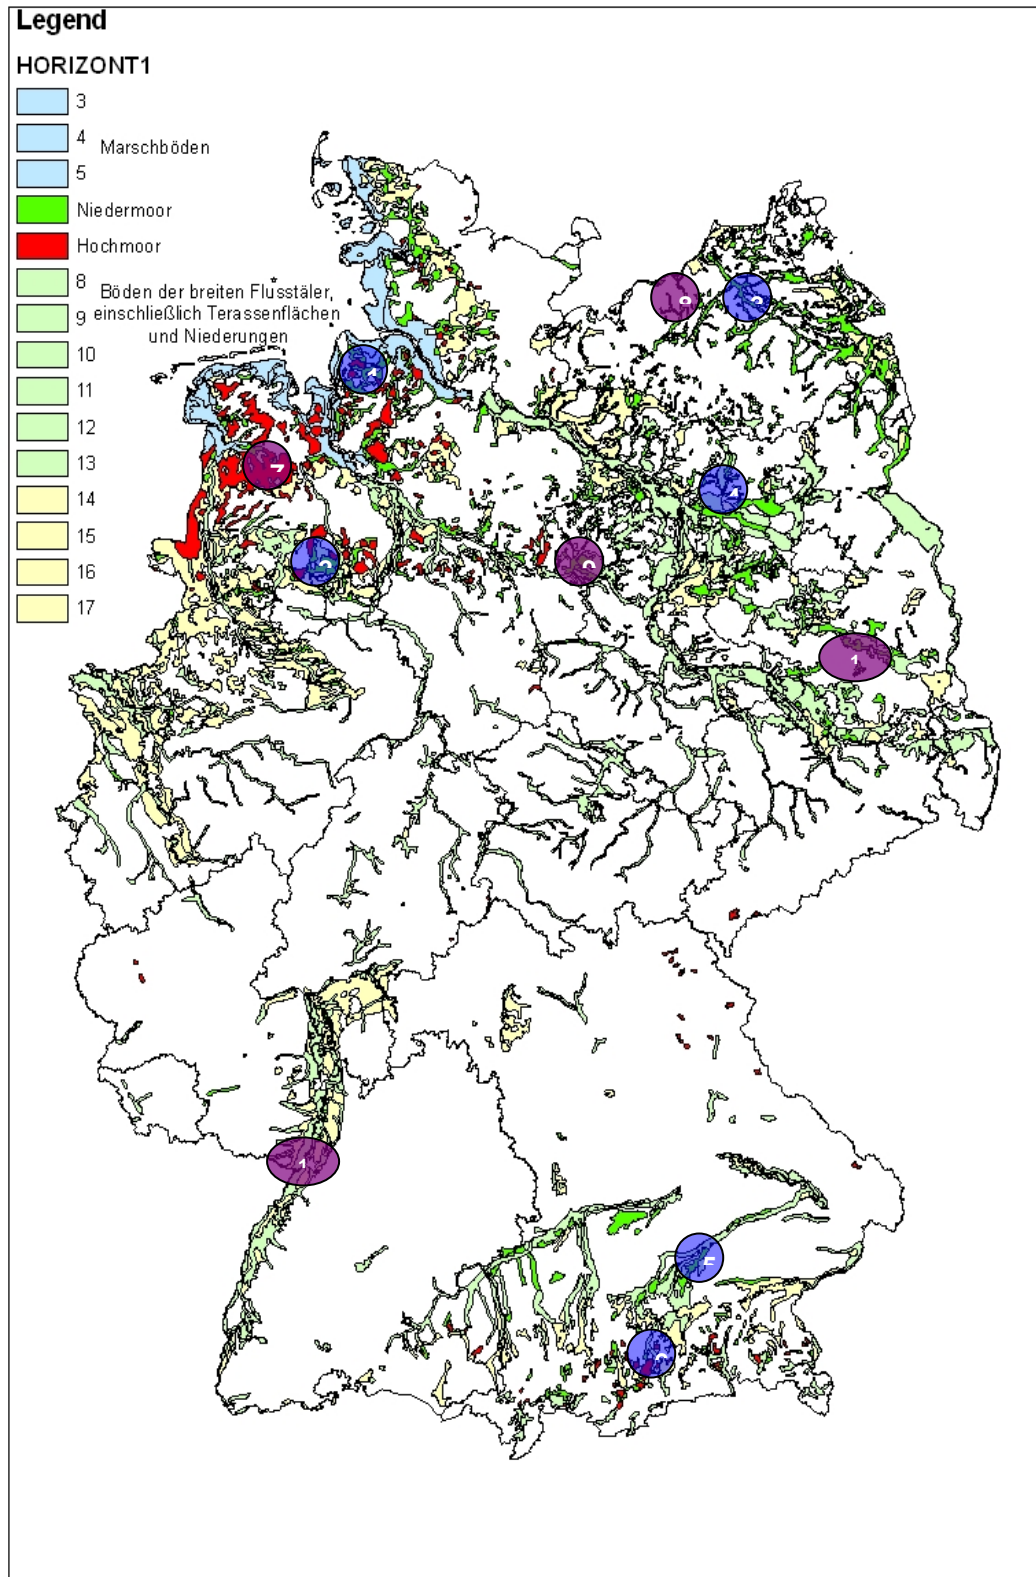 Legend
HORIZONT1
3
4 Marschböden
5
Niedermoor
Hochmoor
8 Böden der breiten Flusstäler,
9 einschließlich Terassenflächen
und Niederungen
10
11
12
13
14
15
16
17